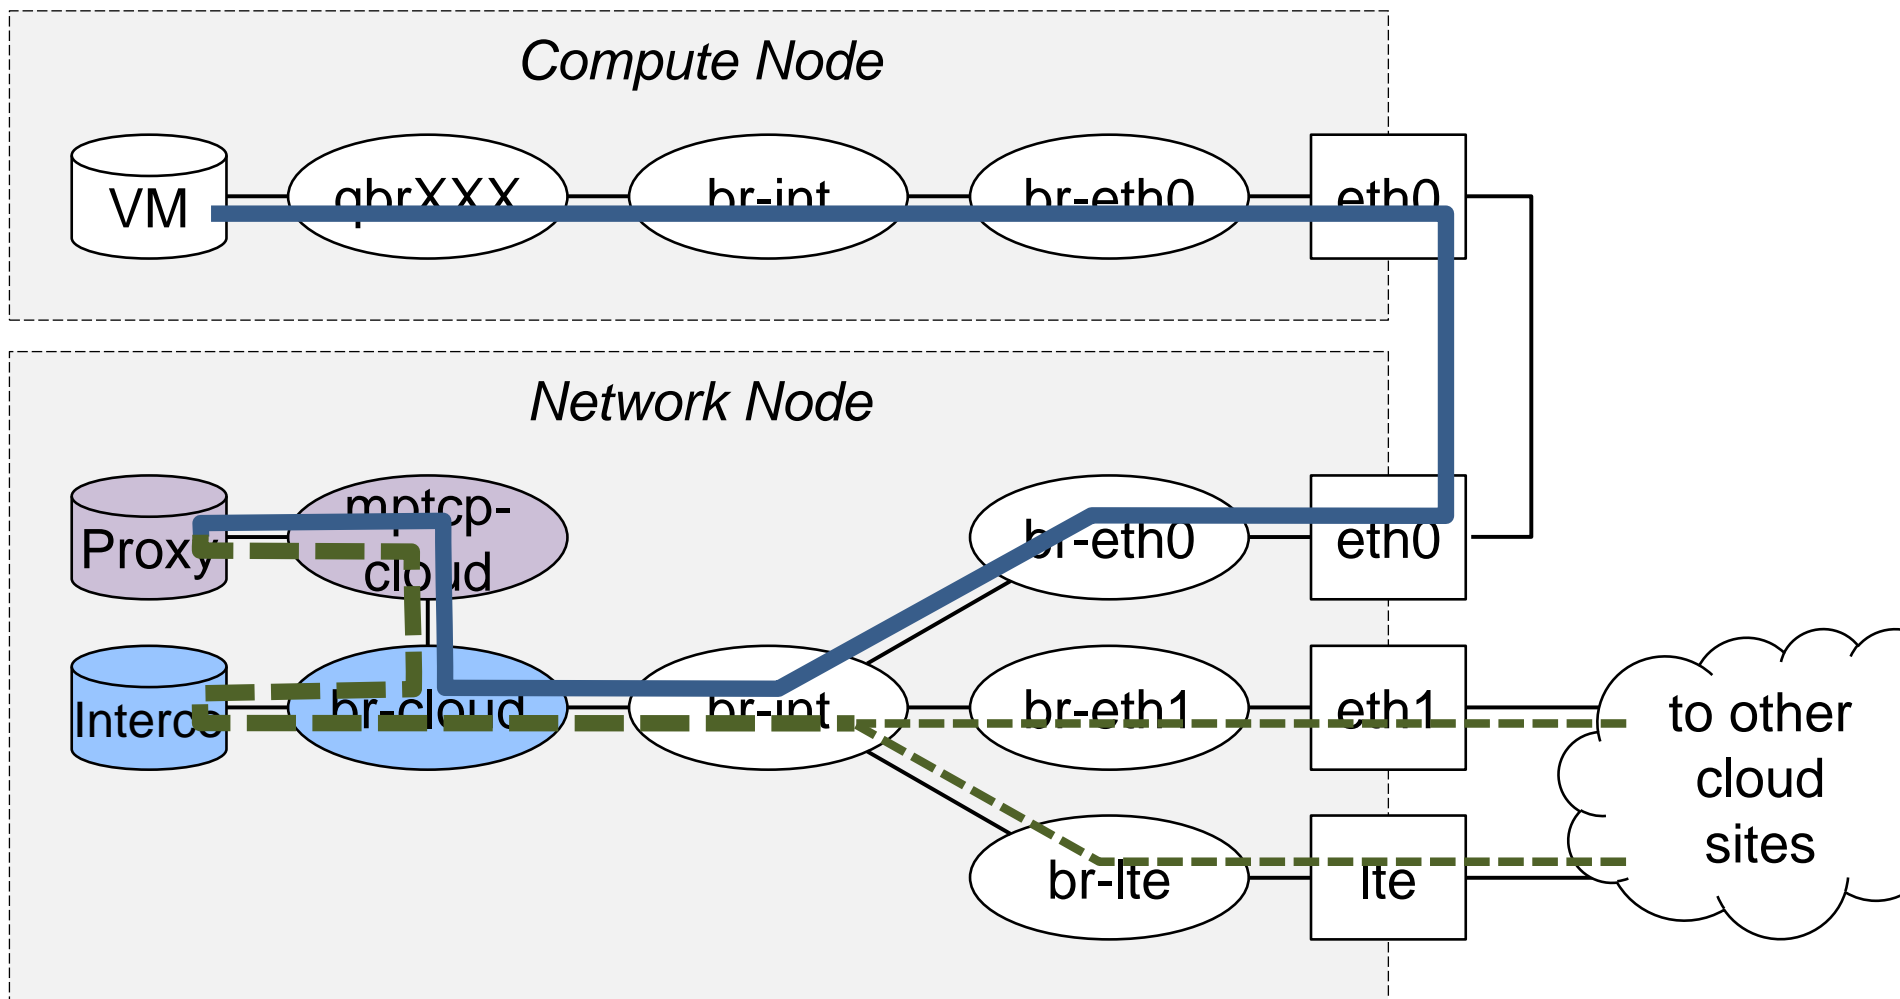 Compute Node
VM
qbrXXX
br-int
br-eth0
eth0
Network Node
Proxy
mptcp-
cloud
br-eth0
eth0
Interco
br-cloud
br-int
br-eth1
eth1
to other
cloud
sites
br-lte
lte